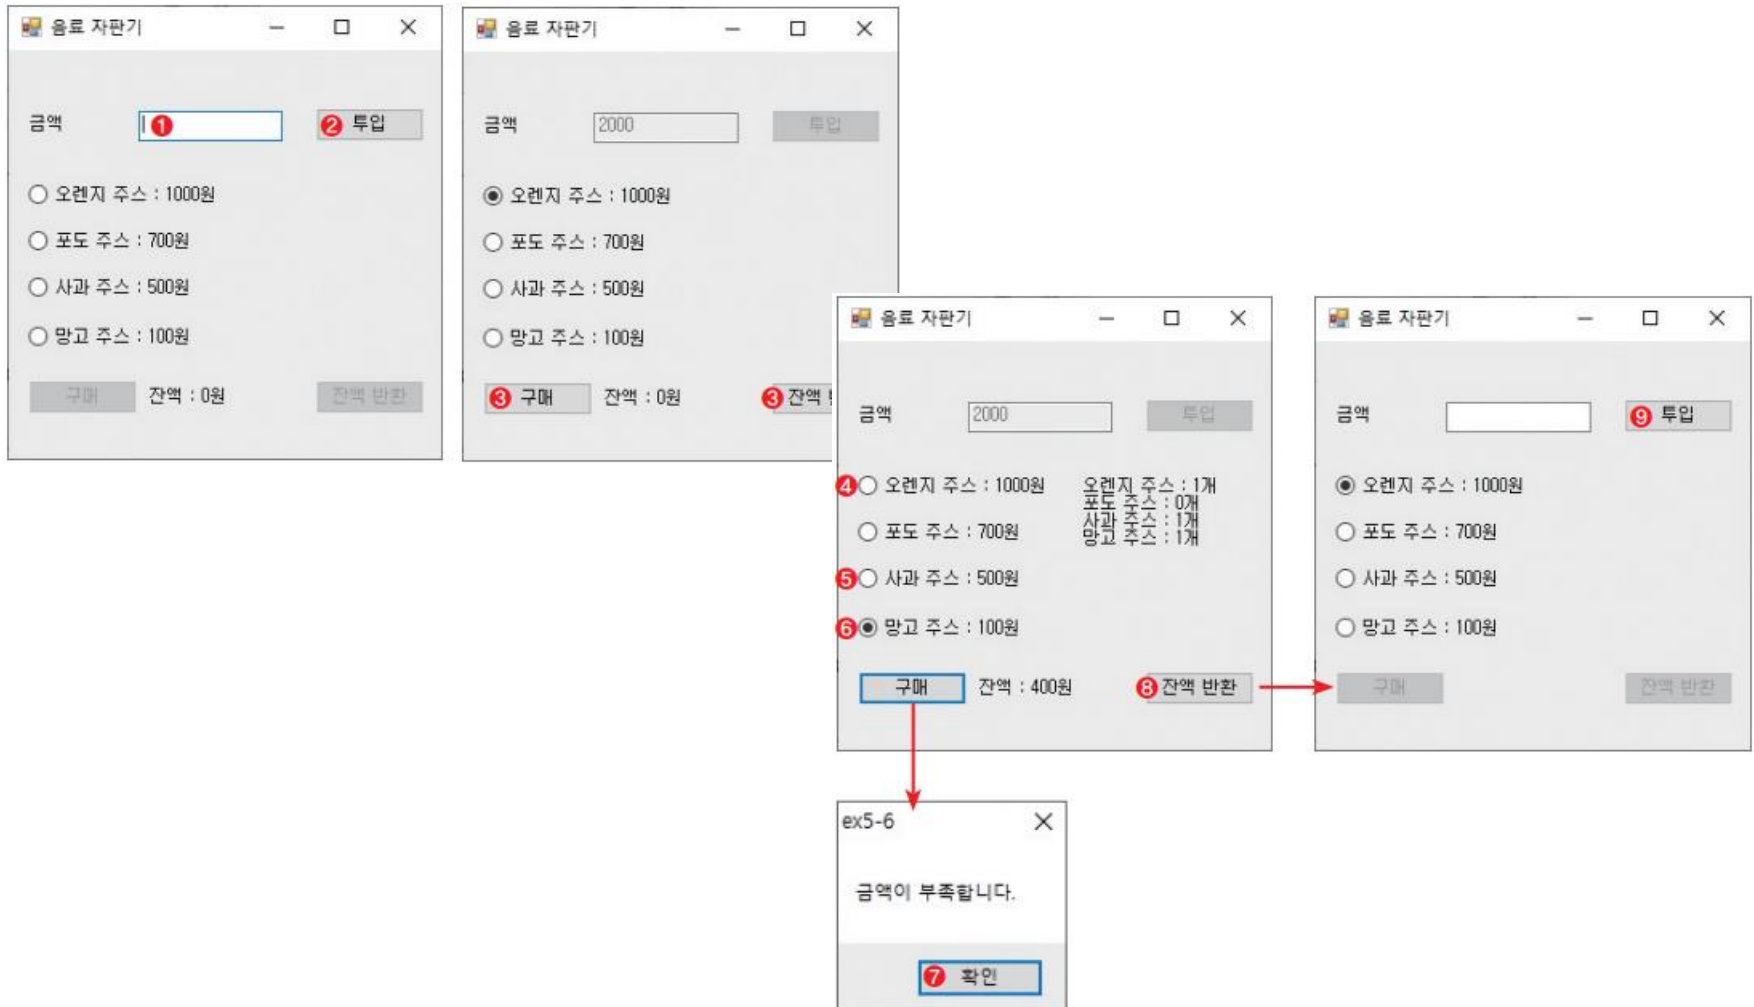 음료 자판기
금액
❶
❷ 투입
오렌지 주스 : 1000원
포도 주스 : 700원
사과 주스 : 500원
망고 주스 : 100원
구매
잔액 : 0원
잔액 반환
음료 자판기
금액
2000
투입
오렌지 주스 : 1000원
포도 주스 : 700원
사과 주스 : 500원
망고 주스 : 100원
❸ 구매
잔액 : 0원
❸ 잔액
음료 자판기
금액
2000
투입
❹ 오렌지 주스 : 1000원
포도 주스 : 700원
❺ 사과 주스 : 500원
❻ 망고 주스 : 100원
오렌지 주스 : 1개
포도 주스 : 0개
사과 주스 : 1개
망고 주스 : 1개
구매
잔액 : 400원
❽ 잔액 반환
음료 자판기
금액
❾ 투입
오렌지 주스 : 1000원
포도 주스 : 700원
사과 주스 : 500원
망고 주스 : 100원
구매
잔액 반환
ex5-6
금액이 부족합니다.
❼ 확인